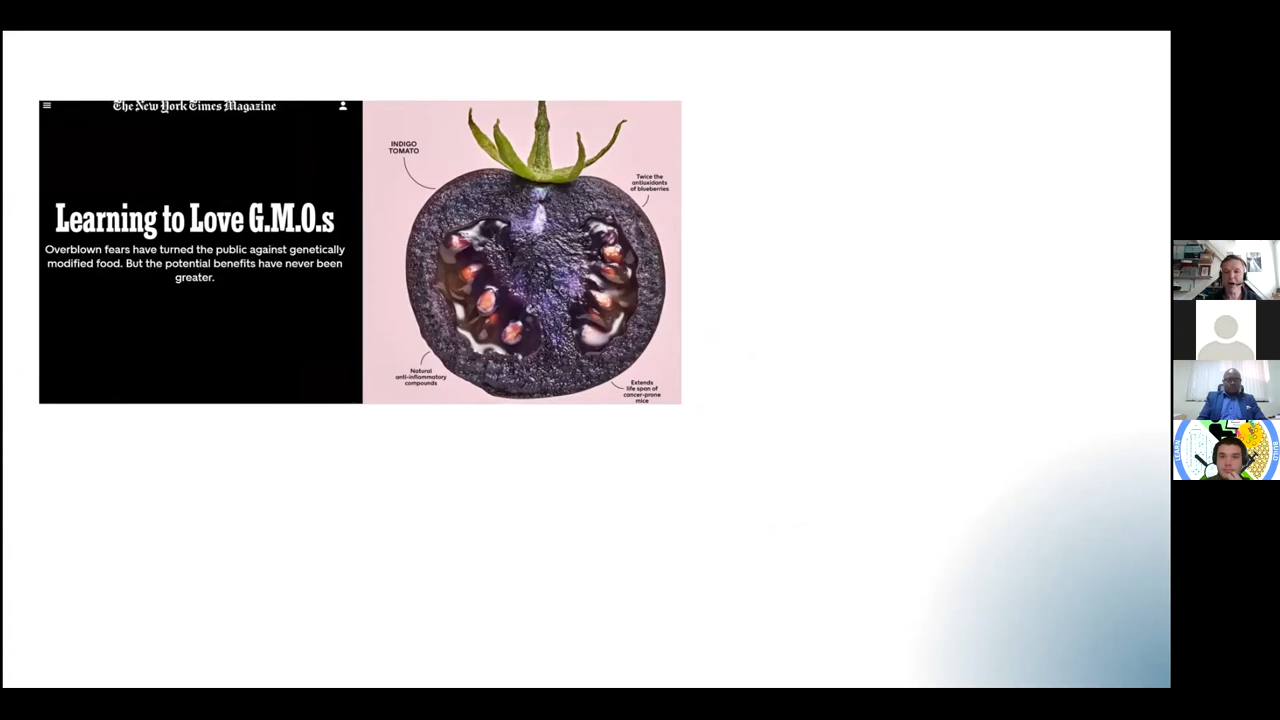 The New York Times Magazine
Learning to Love G.M.O.s
Overblown fears have turned the public against genetically
modified food. But the potential benefits have never been
greater.
INDIGO
TOMATO
Twice the
antioxidants
of blueberries
Natural
anti-inflammatory
compounds
Extends
life span of
cancer-prone
mice
LEARN
BUILD